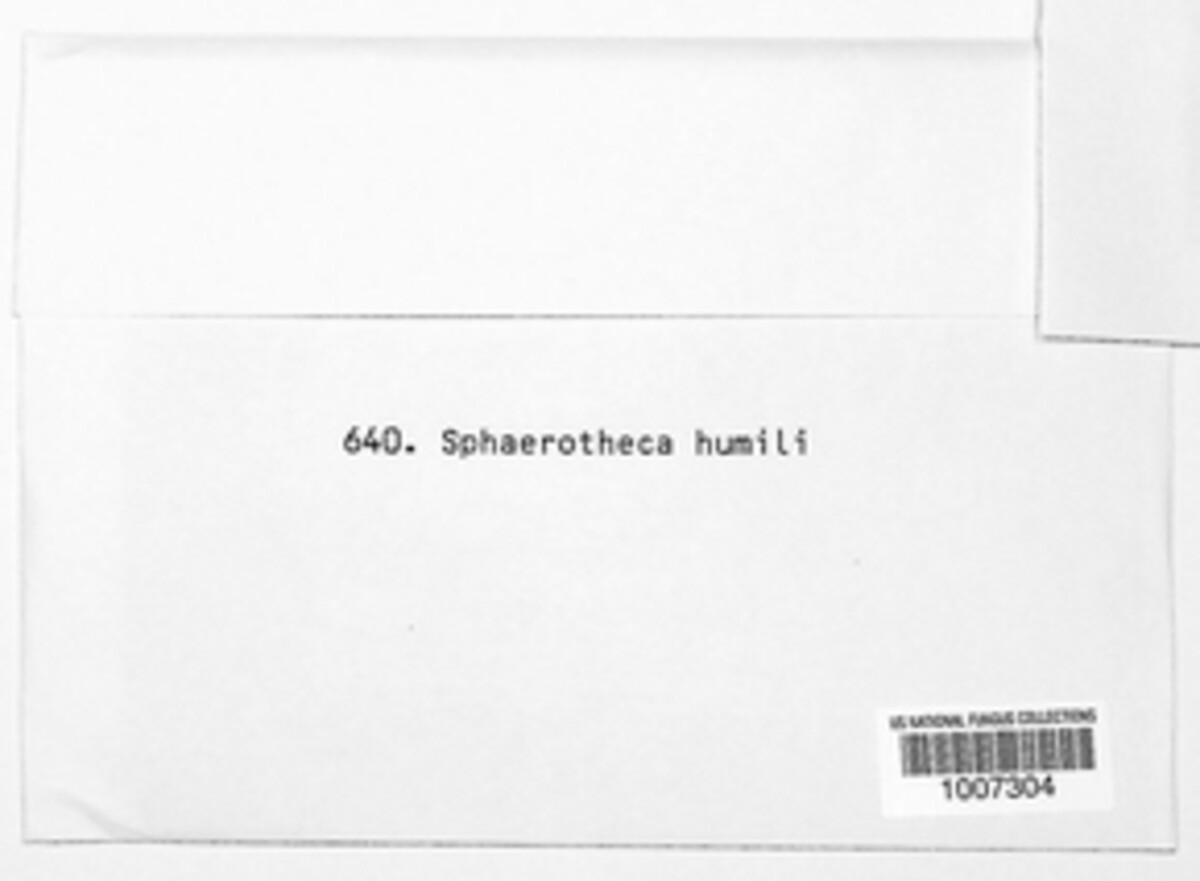 640. Sphaerotheca humili
US NATIONAL FUNGUS COLLECTIONS
1007304